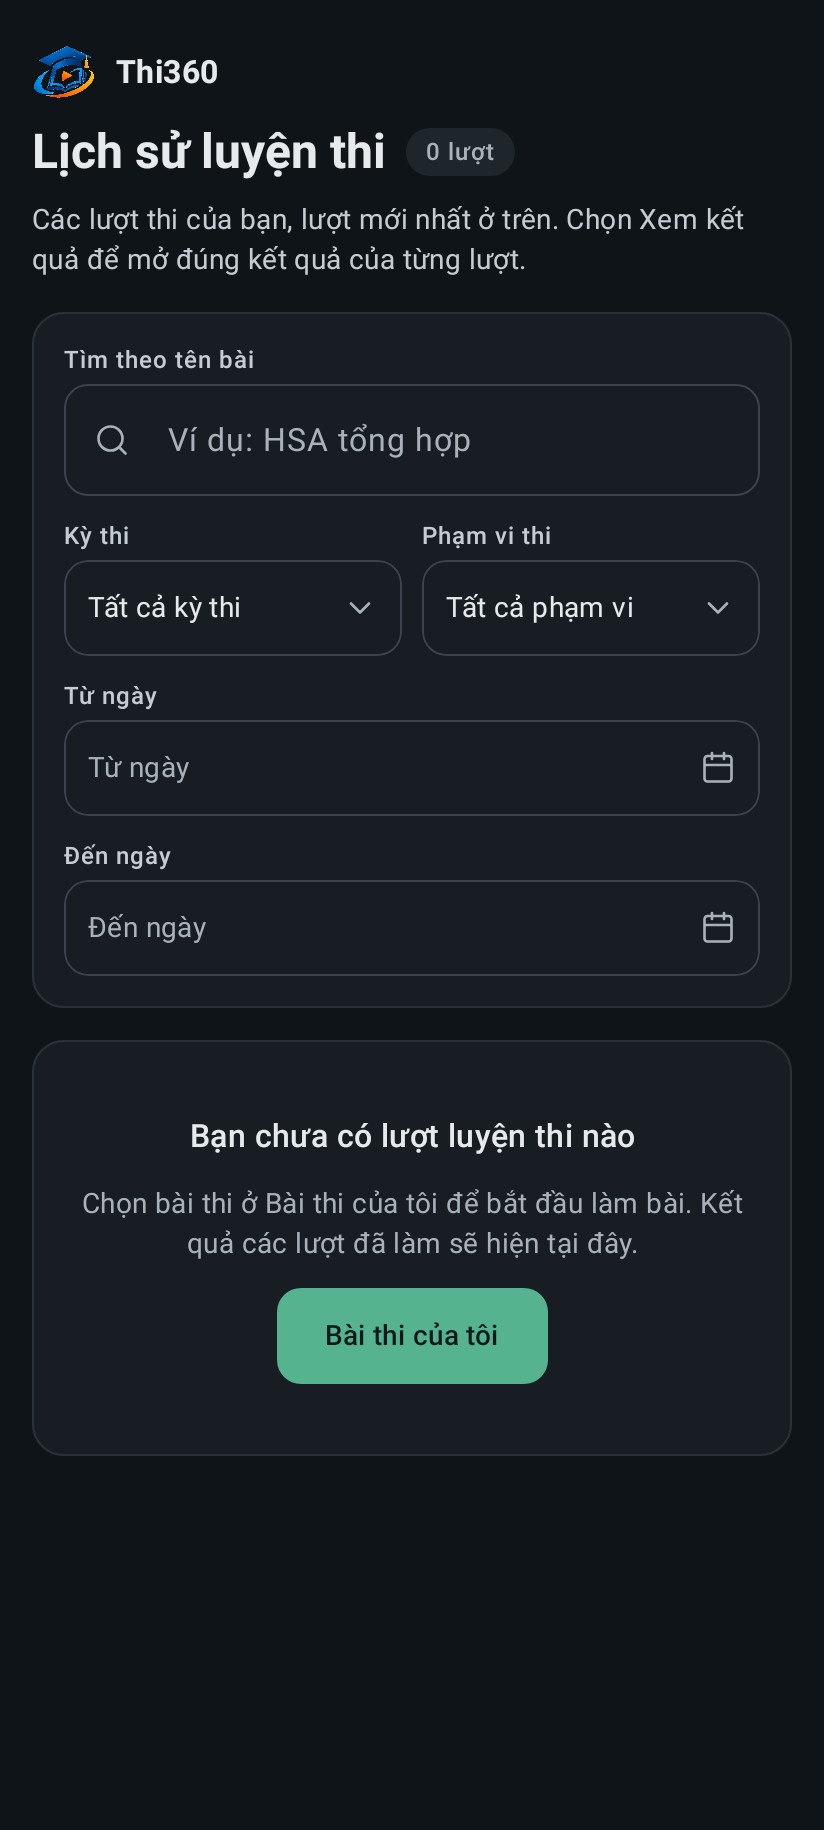 Thi360
Lịch sử luyện thi
0 lượt
Các lượt thi của bạn, lượt mới nhất ở trên. Chọn Xem kết
quả để mở đúng kết quả của từng lượt.
Tìm theo tên bài
Ví dụ: HSA tổng hợp
Kỳ thi
Phạm vi thi
Tất cả kỳ thi
Tất cả phạm vi
Từ ngày
Từ ngày
Đến ngày
Đến ngày
Bạn chưa có lượt luyện thi nào
Chọn bài thi ở Bài thi của tôi để bắt đầu làm bài. Kết
quả các lượt đã làm sẽ hiện tại đây.
Bài thi của tôi